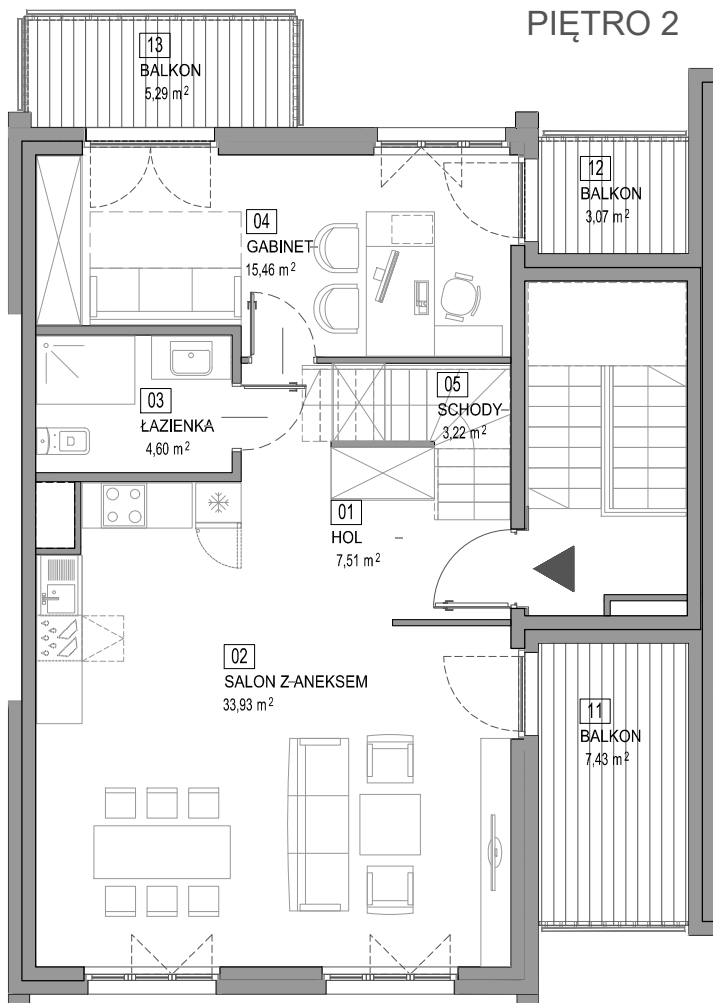 PIĘTRO 2
13
BALKON
5,29 m²
12
BALKON
3,07 m²
04
GABINET
15,46 m²
05
SCHODY
3,22 m²
03
ŁAZIENKA
4,60 m²
01
HOL
7,51 m²
02
SALON Z ANEKSEM
33,93 m²
11
BALKON
7,43 m²